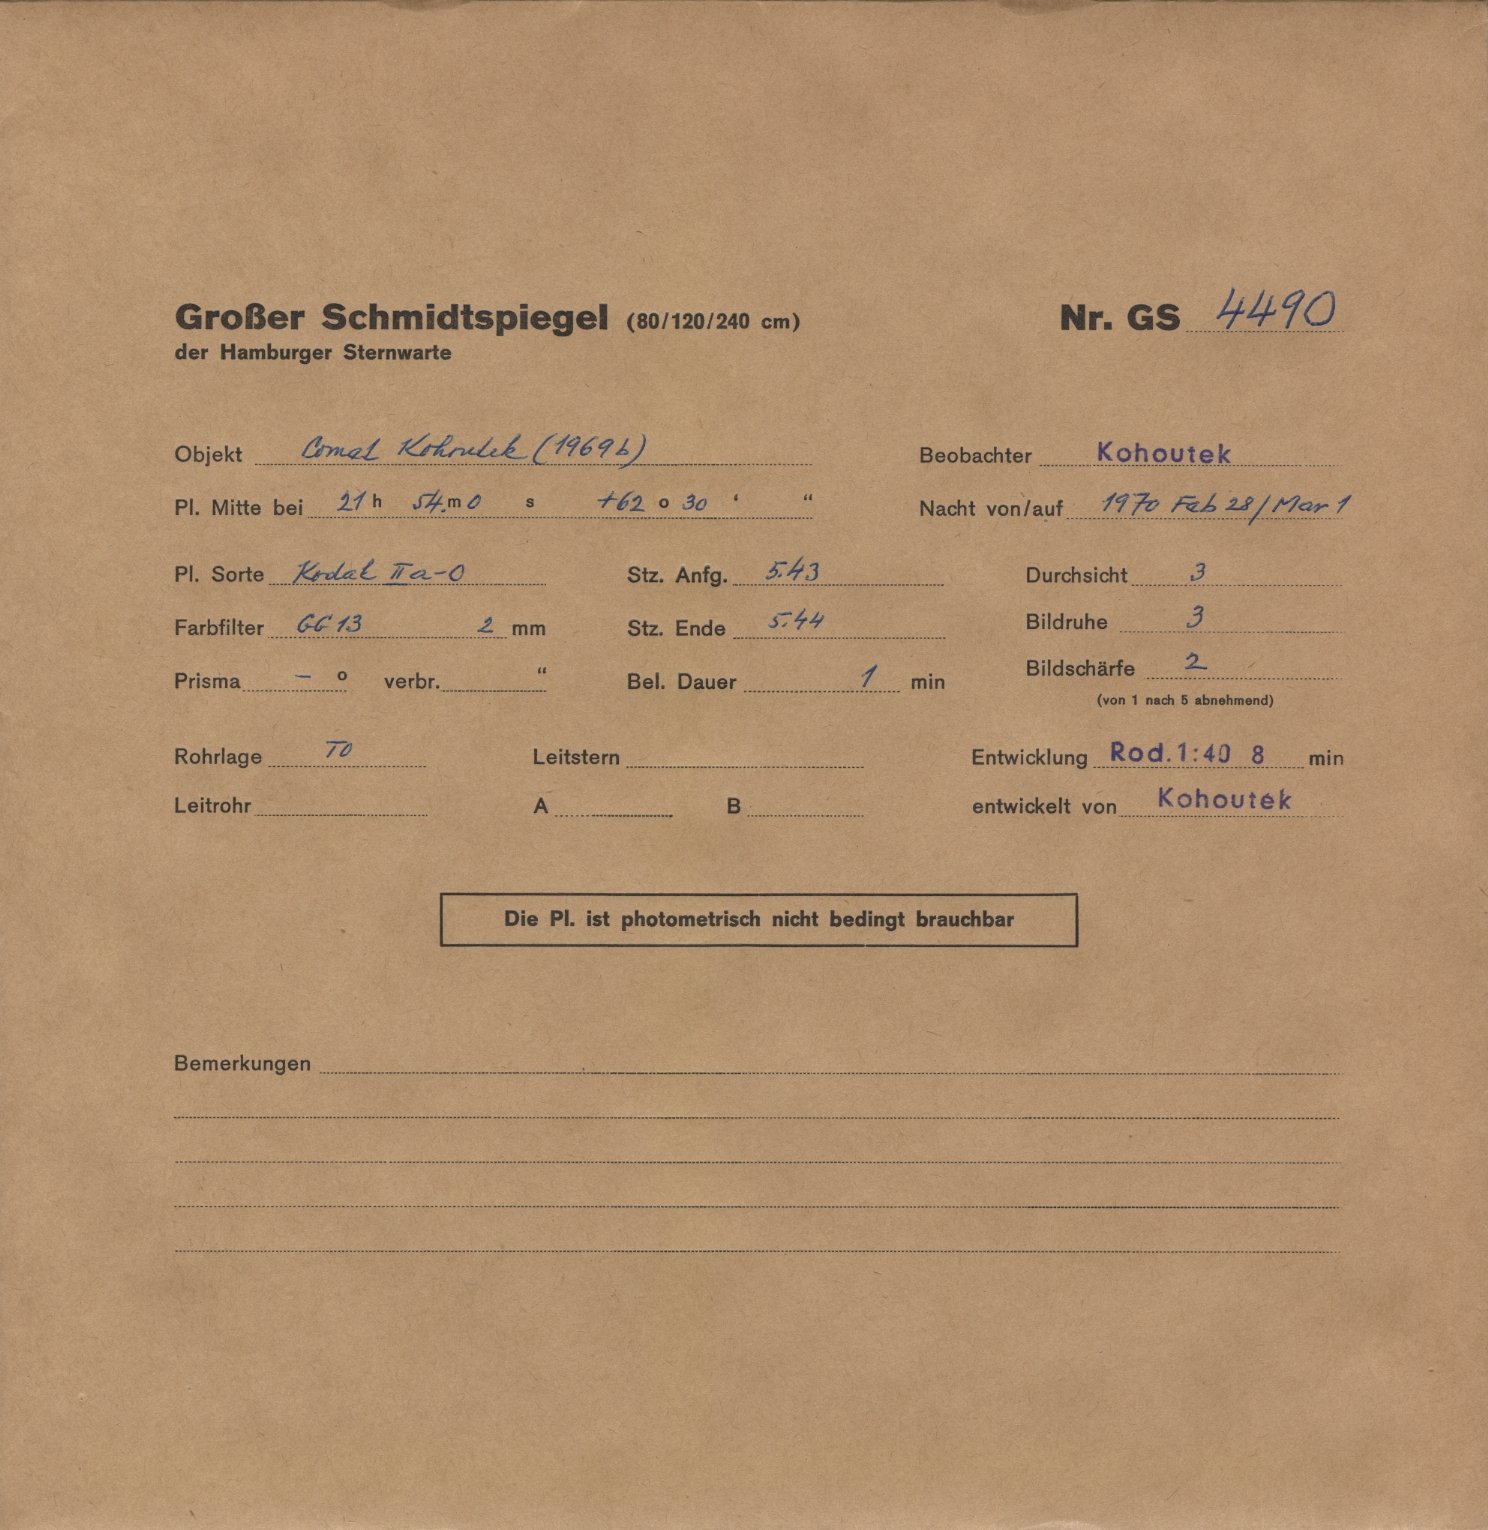 Großer Schmidtspiegel (80/120/240 cm) Nr. GS 4490
der Hamburger Sternwarte
Objekt Comet Kohoutek (1969b) Beobachter Kohoutek
Pl. Mitte bei 21 h 54.m 0 s +62 o 30 ‘ “ Nacht von/auf 1970 Feb 28/Mar 1
Pl. Sorte Kodak IIa-O Stz. Anfg. 5.43 Durchsicht 3
Farbfilter GG 13 2 mm Stz. Ende 5.44 Bildruhe 3
Prisma – o verbr. “ Bel. Dauer 1 min Bildschärfe 2
(von 1 nach 5 abnehmend)
Rohrlage TO Leitstern Entwicklung Rod. 1:40 8 min
Leitrohr A B entwickelt von Kohoutek
Die Pl. ist photometrisch nicht bedingt brauchbar
Bemerkungen